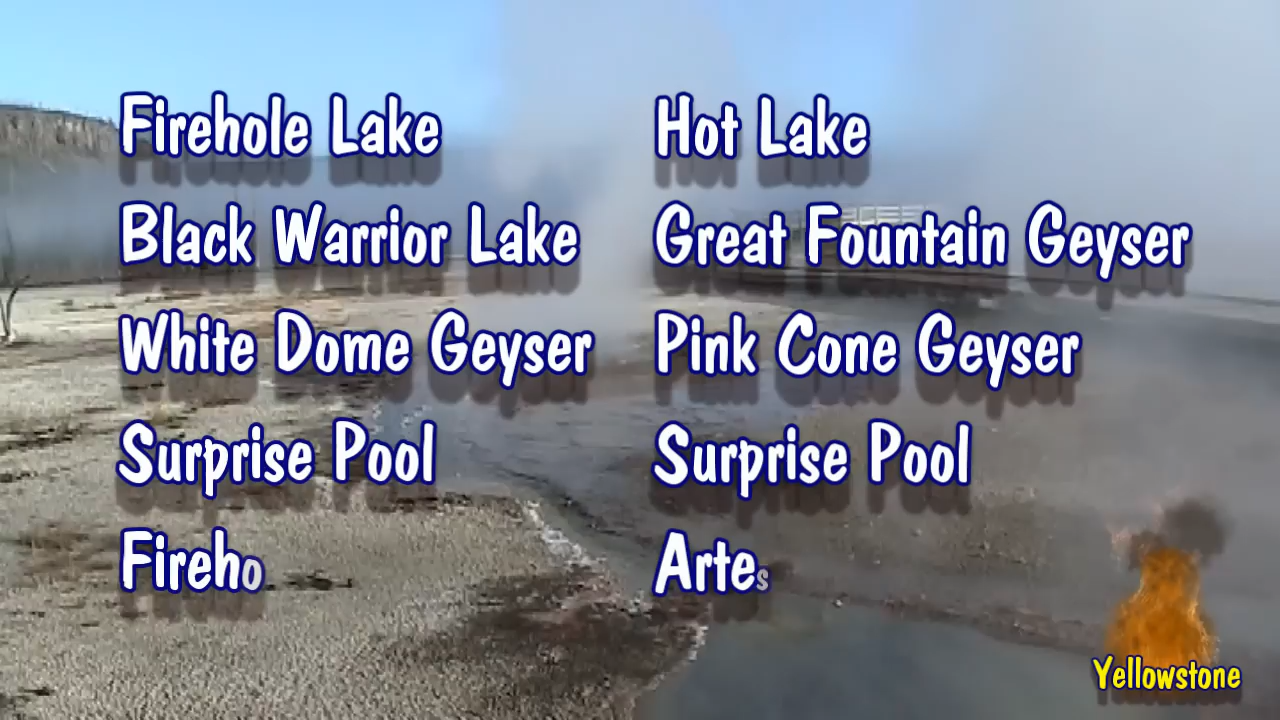 Firehole Lake
Hot Lake
Black Warrior Lake
Great Fountain Geyser
White Dome Geyser
Pink Cone Geyser
Surprise Pool
Surprise Pool
Fireho
Artes
Yellowstone